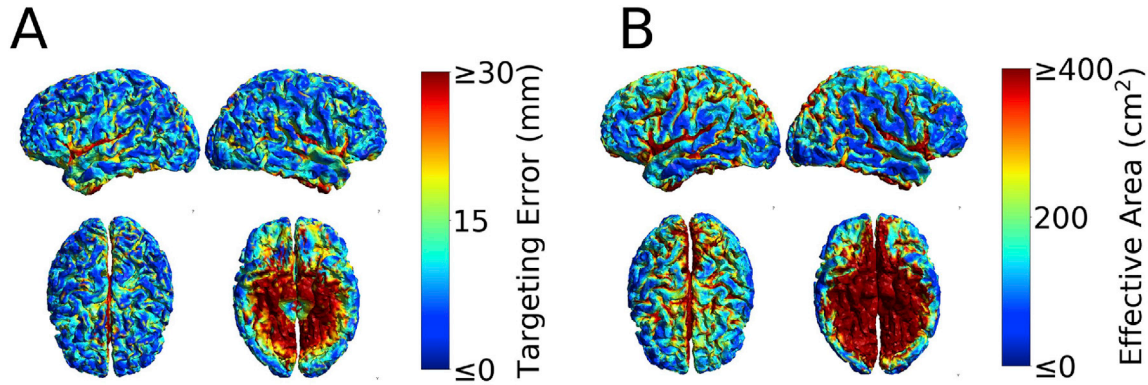 A
≥30
15
≤0
Targeting Error (mm)
B
≥400
200
≤0
Effective Area (cm²)